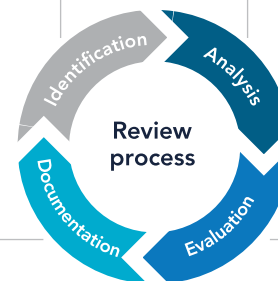 Identification
Analysis
Review
process
Documentation
Evaluation